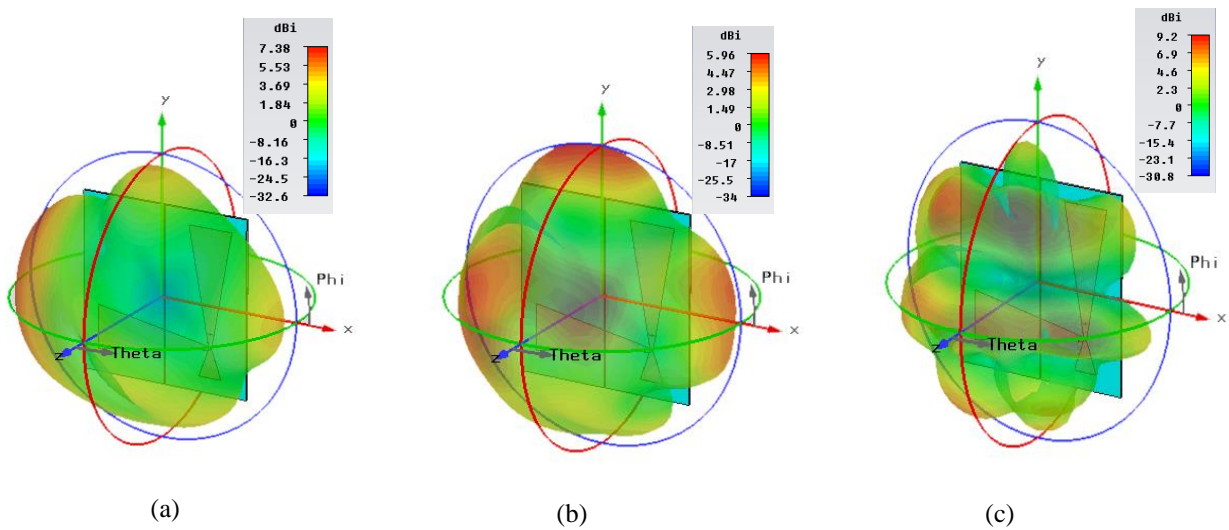 dBi
7.38
5.53
3.69
1.84
0
-8.16
-16.3
-24.5
-32.6
y
Phi
x
z
Theta
(a)
dBi
5.96
4.47
2.98
1.49
0
-8.51
-17
-25.5
-34
y
Phi
x
z
Theta
(b)
dBi
9.2
6.9
4.6
2.3
0
-7.7
-15.4
-23.1
-30.8
y
Phi
x
z
Theta
(c)